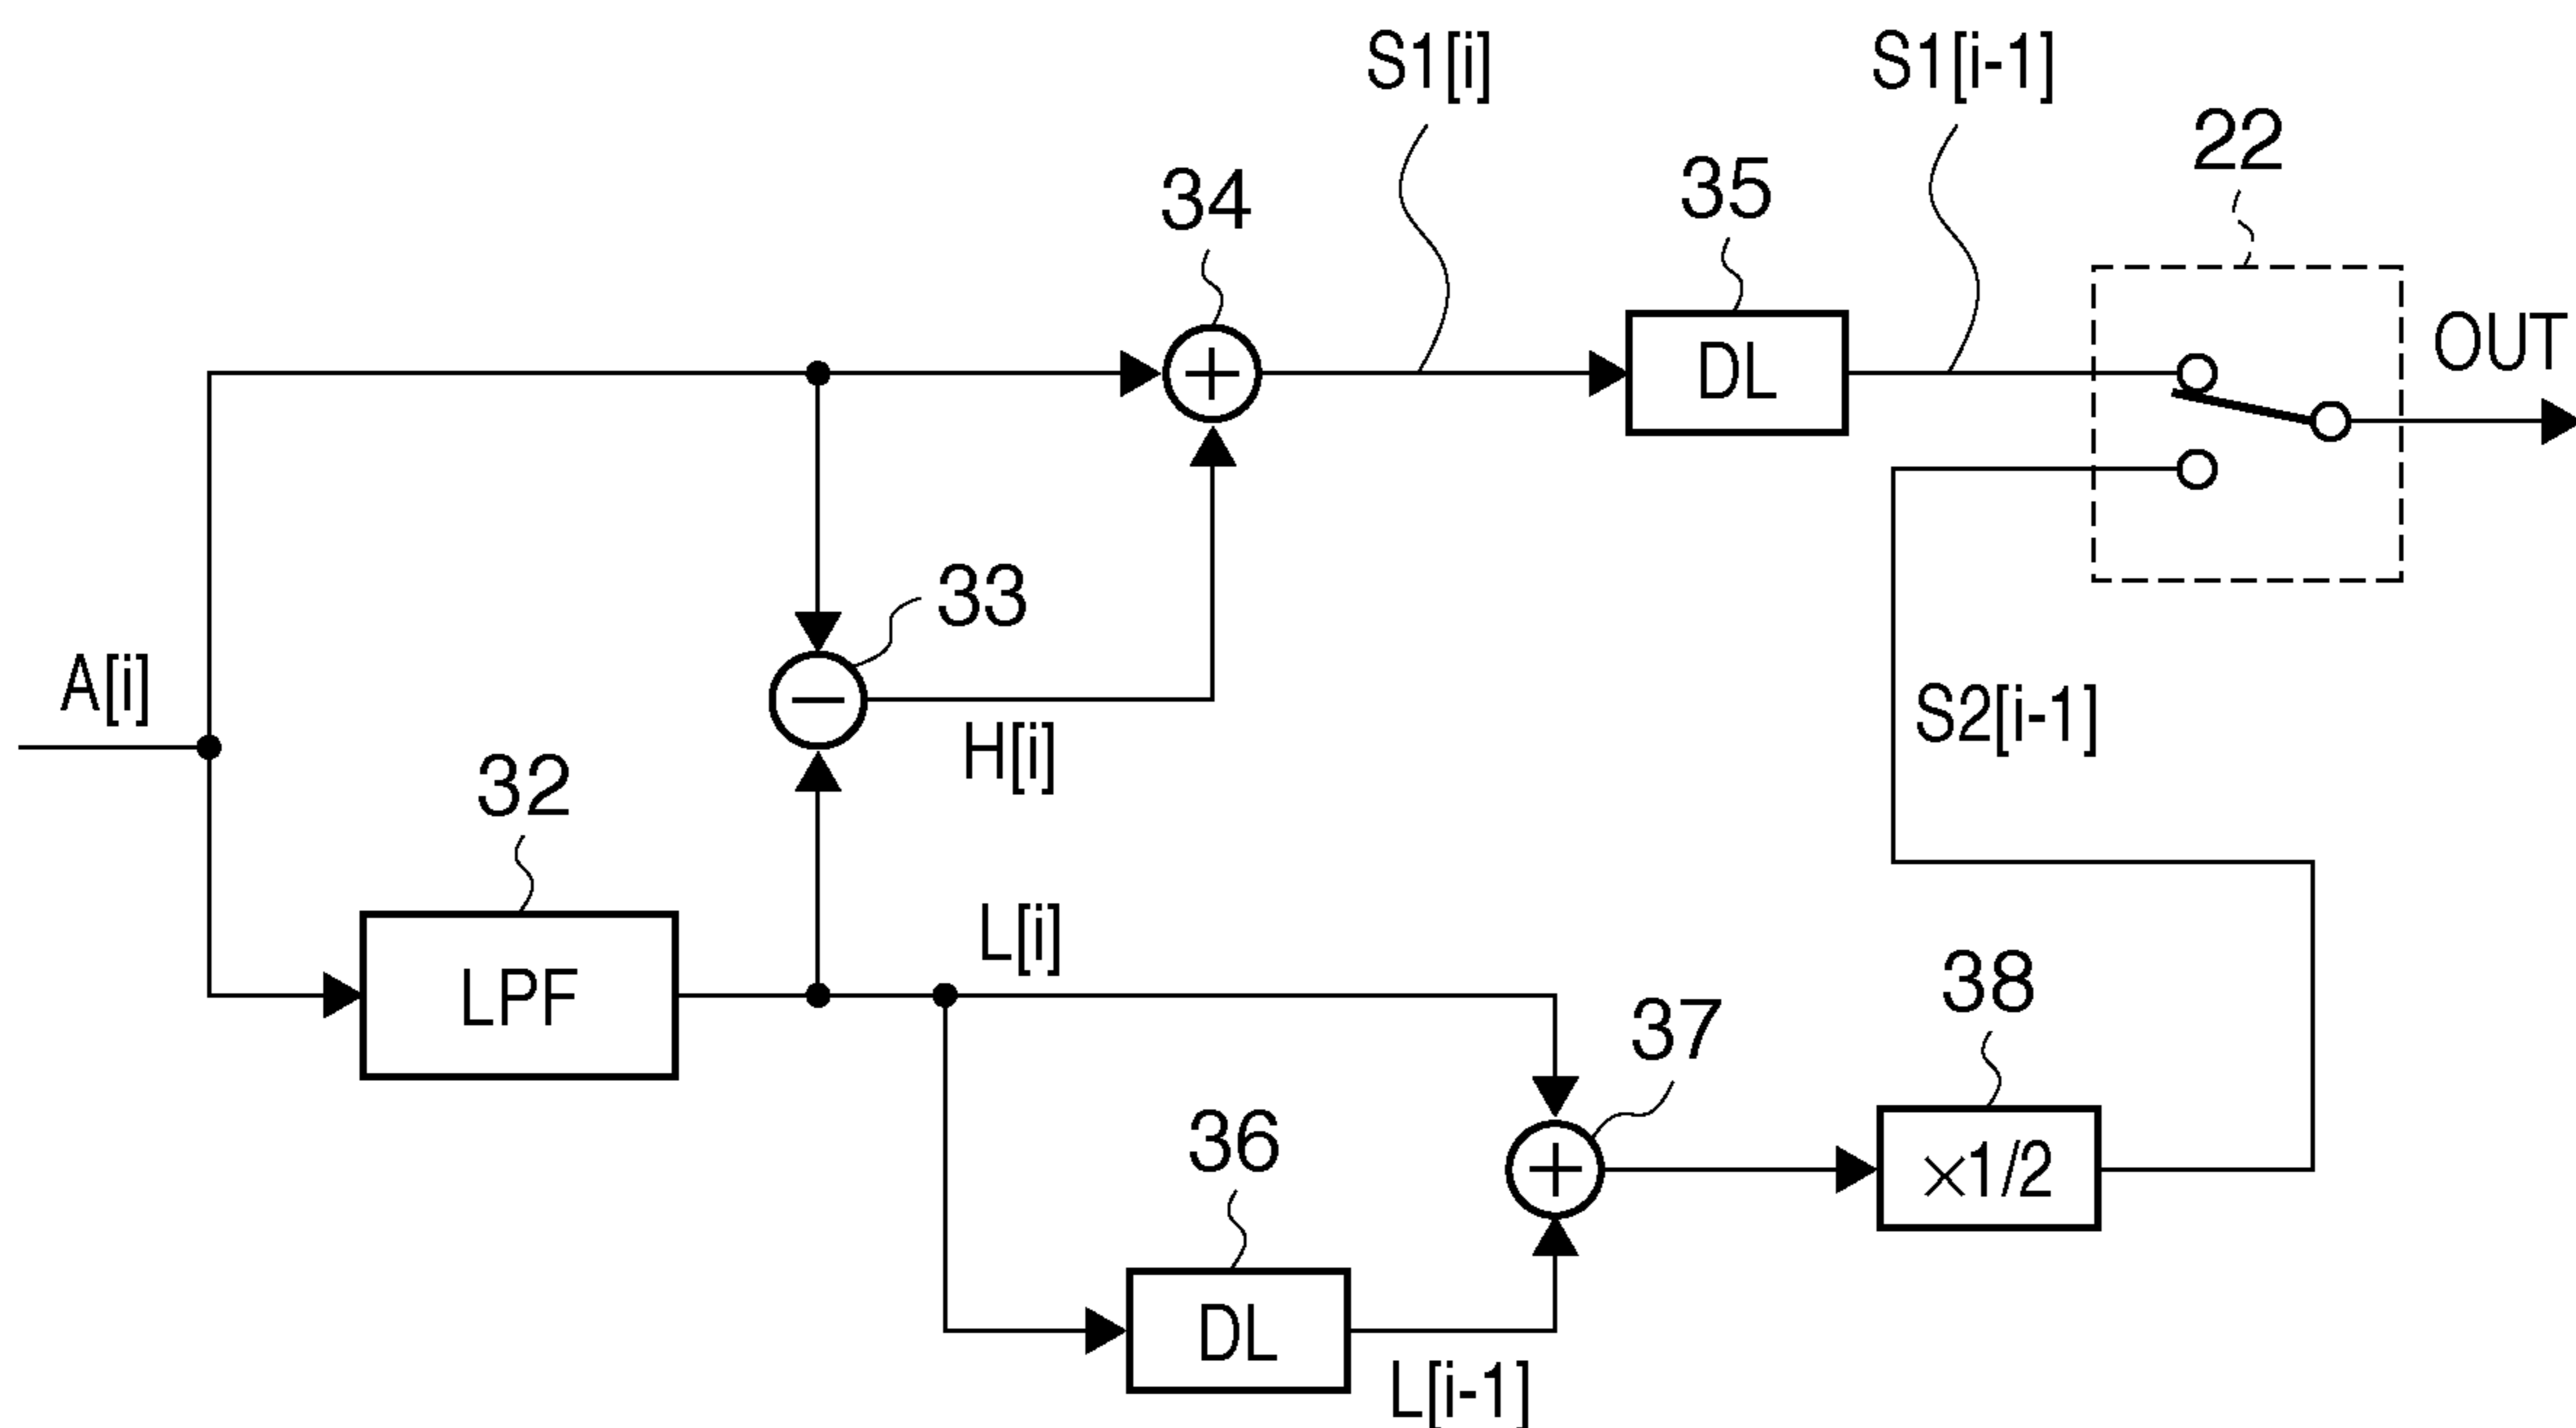 S1[i]
S1[i-1]
22
34
35
DL
OUT
33
A[i]
H[i]
S2[i-1]
32
LPF
L[i]
37
38
×1/2
36
DL
L[i-1]
+
−
+